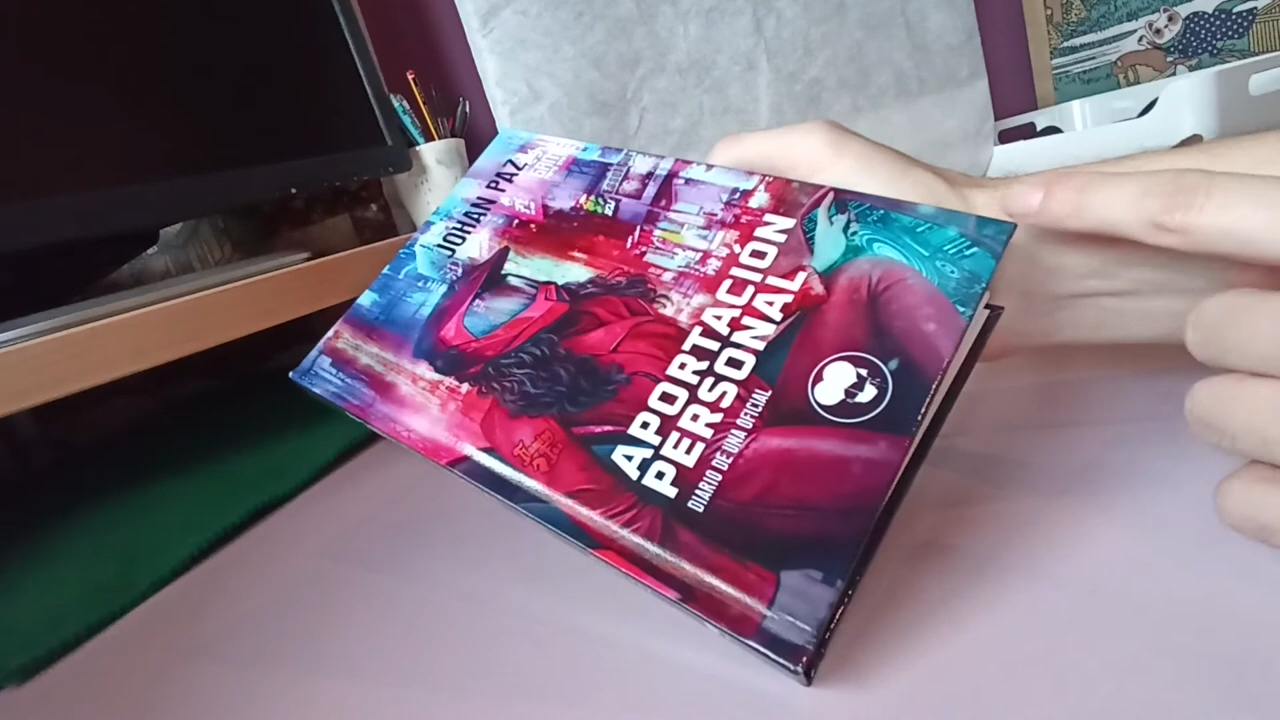 JOHAN PAZ
APORTACIÓN
PERSONAL
DIARIO DE UNA OFICIAL